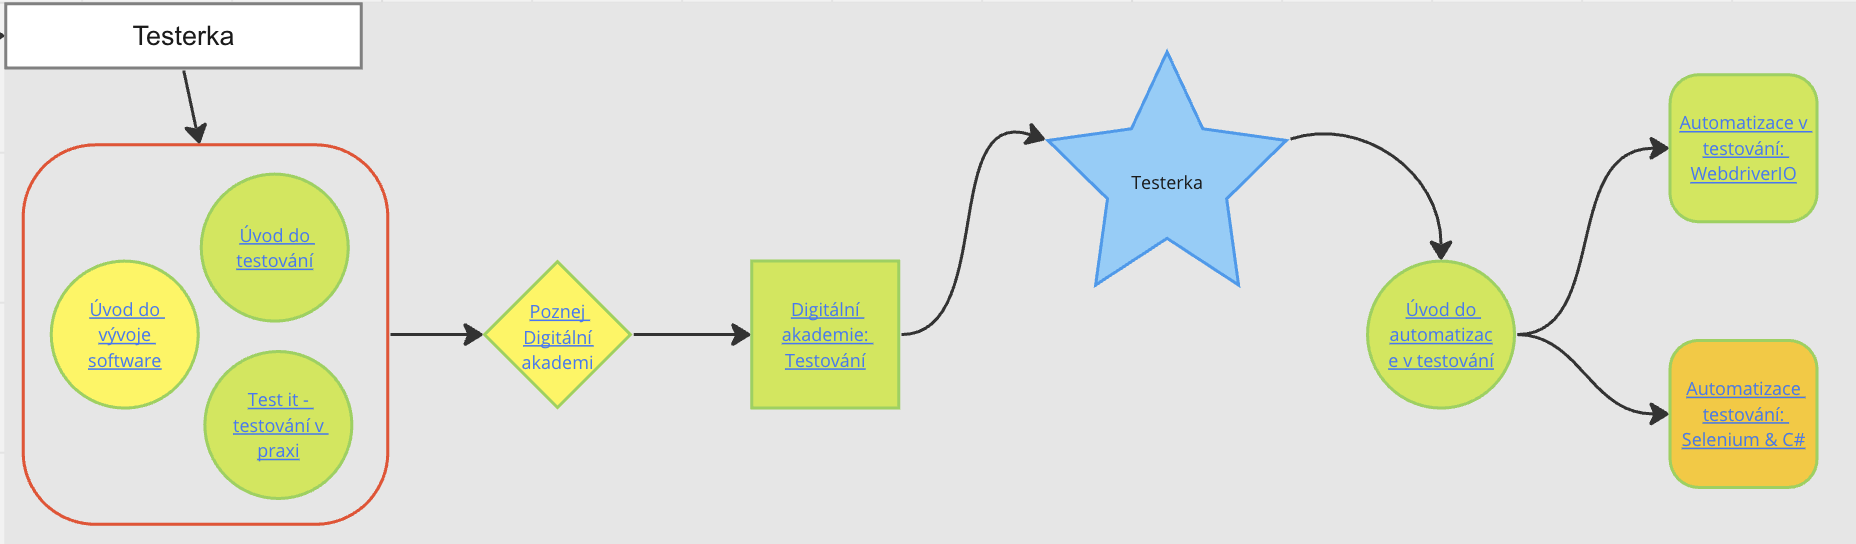 Testerka
Úvod do
testování
Úvod do
vývoje
software
Test it -
testování v
praxi
Poznej
Digitální
akademi
Digitální
akademie:
Testování
Testerka
Úvod do
automatizac
e v testování
Automatizace v
testování:
WebdriverIO
Automatizace
testování:
Selenium & C#